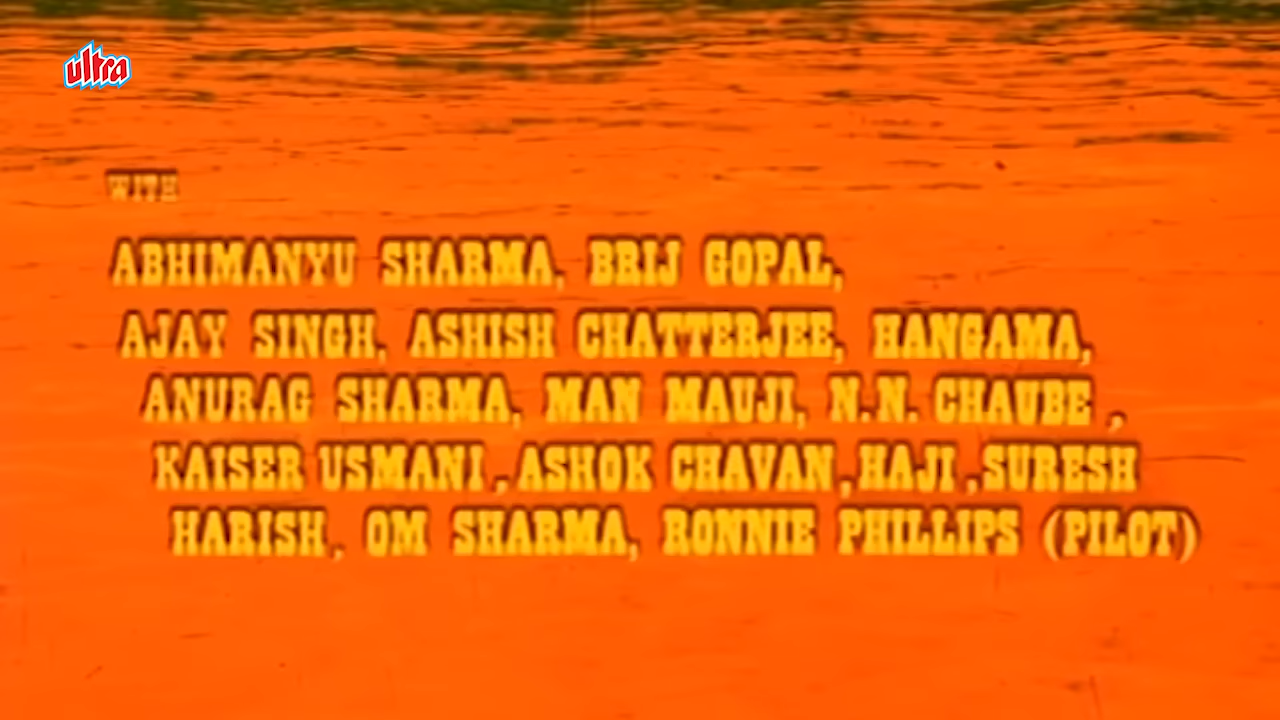 ultra
WITH
ABHIMANYU SHARMA, BRIJ GOPAL,
AJAY SINGH, ASHISH CHATTERJEE, HANGAMA,
ANURAG SHARMA, MAN MAUJI, N.N. CHAUBE ,
KAISER USMANI , ASHOK CHAVAN , HAJI , SURESH
HARISH, OM SHARMA, RONNIE PHILLIPS (PILOT)